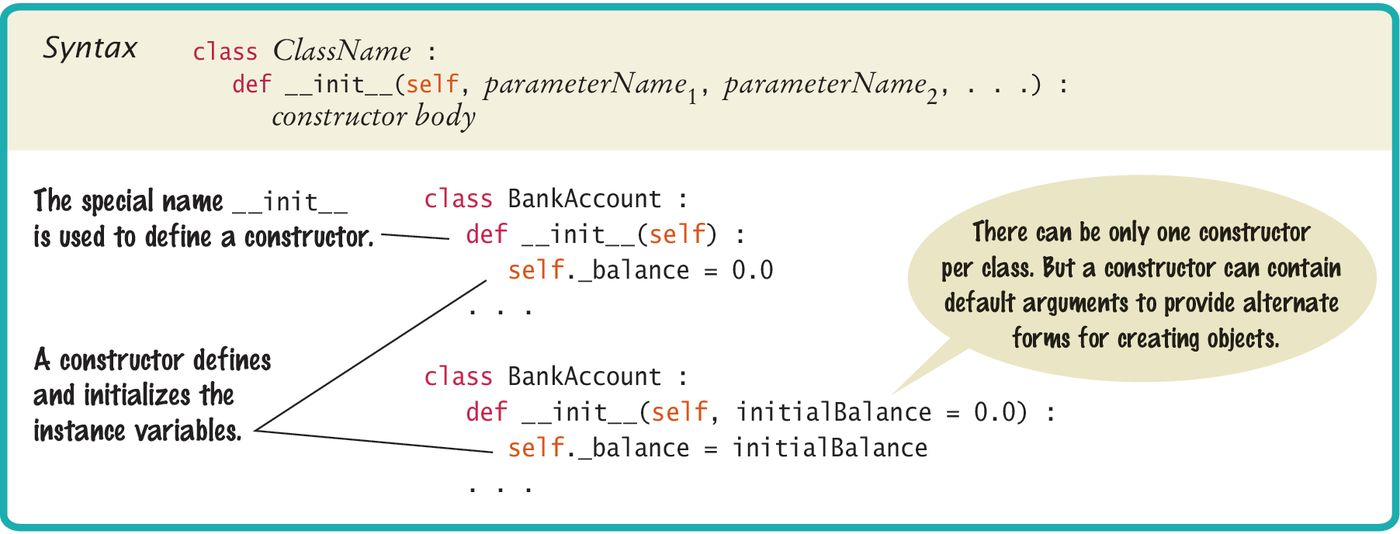 Syntax
class ClassName :
def __init__(self, parameterName1, parameterName2, . . .) :
constructor body
The special name __init__
is used to define a constructor.
class BankAccount :
def __init__(self) :
self._balance = 0.0
. . .
There can be only one constructor
per class. But a constructor can contain
default arguments to provide alternate
forms for creating objects.
A constructor defines
and initializes the
instance variables.
class BankAccount :
def __init__(self, initialBalance = 0.0) :
self._balance = initialBalance
. . .